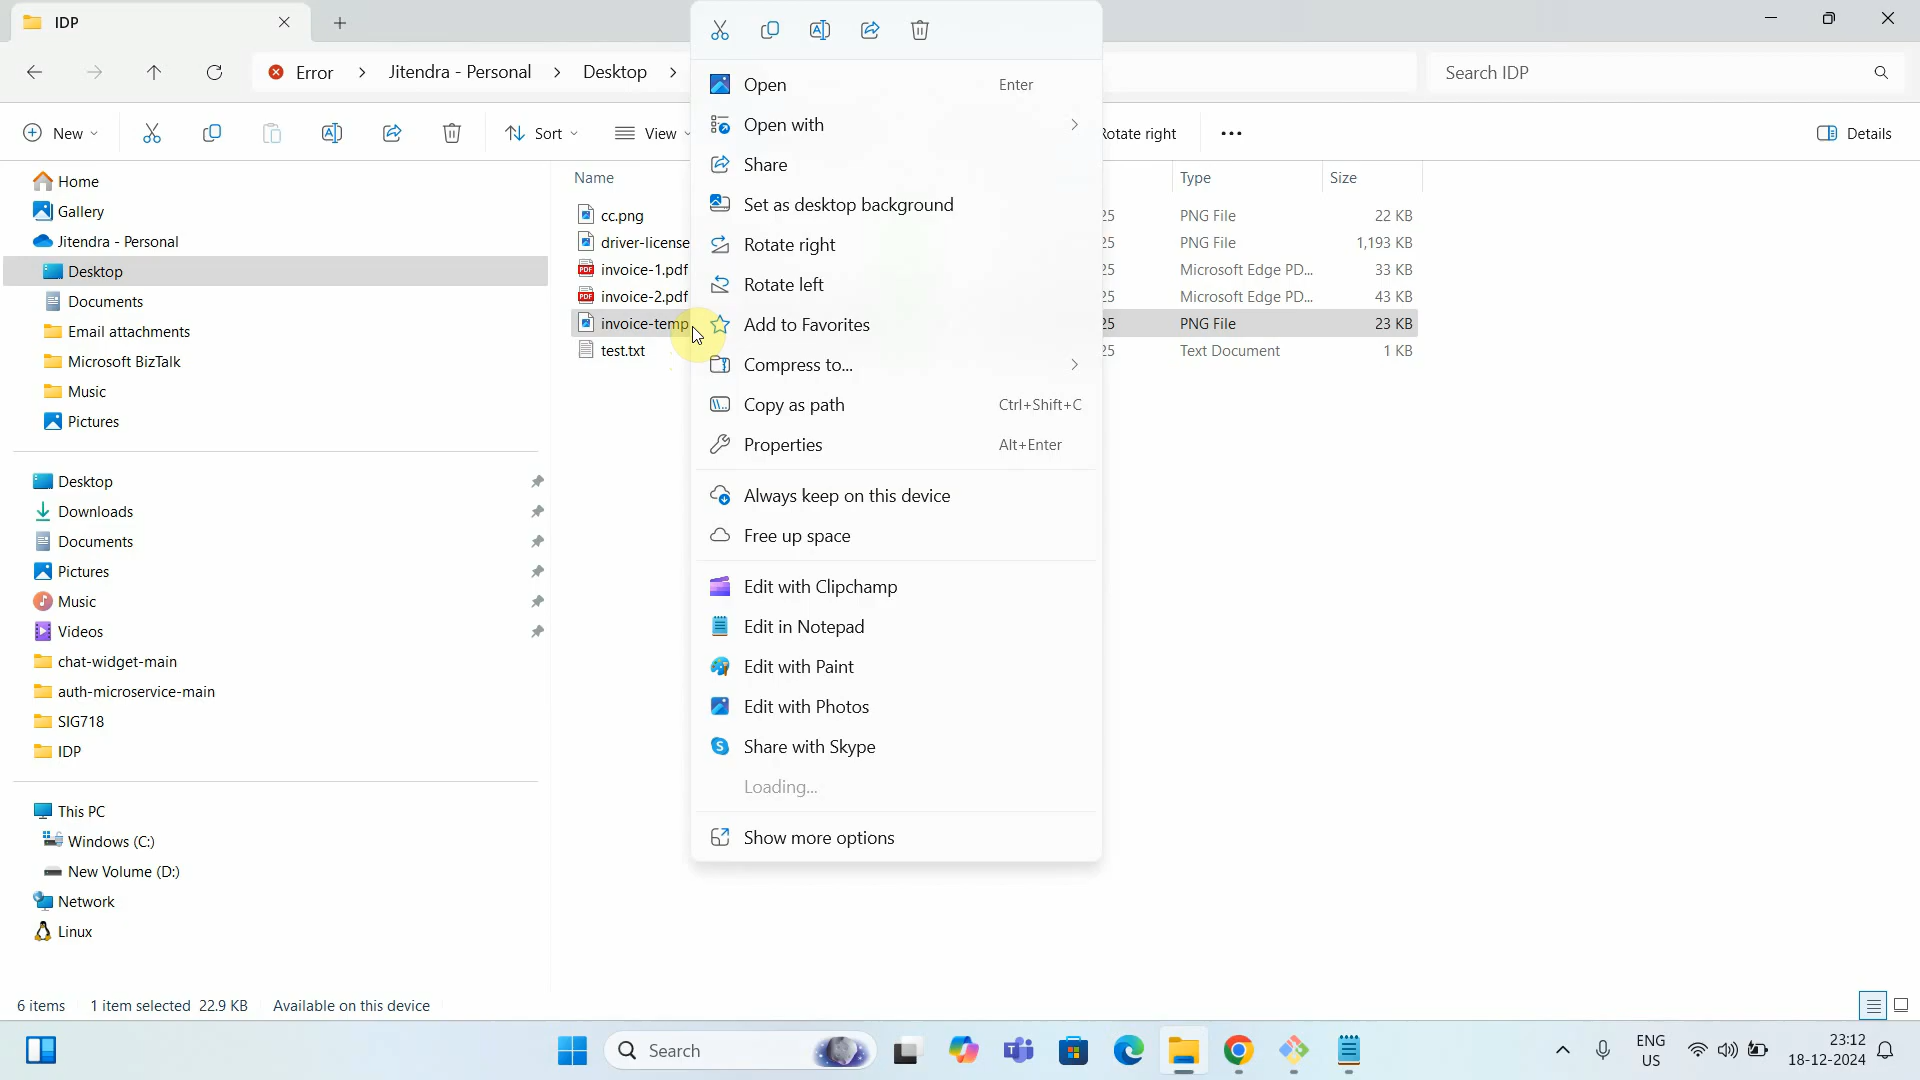 IDP
Error > Jitendra - Personal > Desktop >
Search IDP
New
Sort
View
Rotate right
Details
Home
Gallery
Jitendra - Personal
Desktop
Documents
Email attachments
Microsoft BizTalk
Music
Pictures
Desktop
Downloads
Documents
Pictures
Music
Videos
chat-widget-main
auth-microservice-main
SIG718
IDP
This PC
Windows (C:)
New Volume (D:)
Network
Linux
Name Type Size
cc.png 25 PNG File 22 KB
driver-license 25 PNG File 1,193 KB
invoice-1.pdf 25 Microsoft Edge PD... 33 KB
invoice-2.pdf 25 Microsoft Edge PD... 43 KB
invoice-temp 25 PNG File 23 KB
test.txt 25 Text Document 1 KB
Open Enter
Open with
Share
Set as desktop background
Rotate right
Rotate left
Add to Favorites
Compress to...
Copy as path Ctrl+Shift+C
Properties Alt+Enter
Always keep on this device
Free up space
Edit with Clipchamp
Edit in Notepad
Edit with Paint
Edit with Photos
Share with Skype
Loading...
Show more options
6 items 1 item selected 22.9 KB Available on this device
Search
ENG
US
23:12
18-12-2024